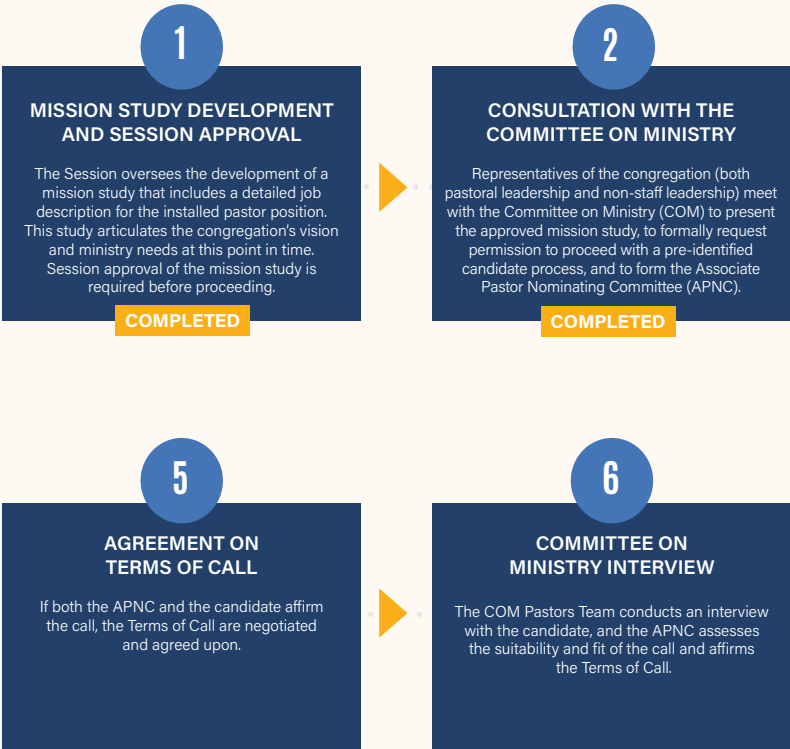 1
MISSION STUDY DEVELOPMENT
AND SESSION APPROVAL
The Session oversees the development of a
mission study that includes a detailed job
description for the installed pastor position.
This study articulates the congregation's vision
and ministry needs at this point in time.
Session approval of the mission study is
required before proceeding.
COMPLETED
2
CONSULTATION WITH THE
COMMITTEE ON MINISTRY
Representatives of the congregation (both
pastoral leadership and non-staff leadership) meet
with the Committee on Ministry (COM) to present
the approved mission study, to formally request
permission to proceed with a pre-identified
candidate process, and to form the Associate
Pastor Nominating Committee (APNC).
COMPLETED
5
AGREEMENT ON
TERMS OF CALL
If both the APNC and the candidate affirm
the call, the Terms of Call are negotiated
and agreed upon.
6
COMMITTEE ON
MINISTRY INTERVIEW
The COM Pastors Team conducts an interview
with the candidate, and the APNC assesses
the suitability and fit of the call and affirms
the Terms of Call.